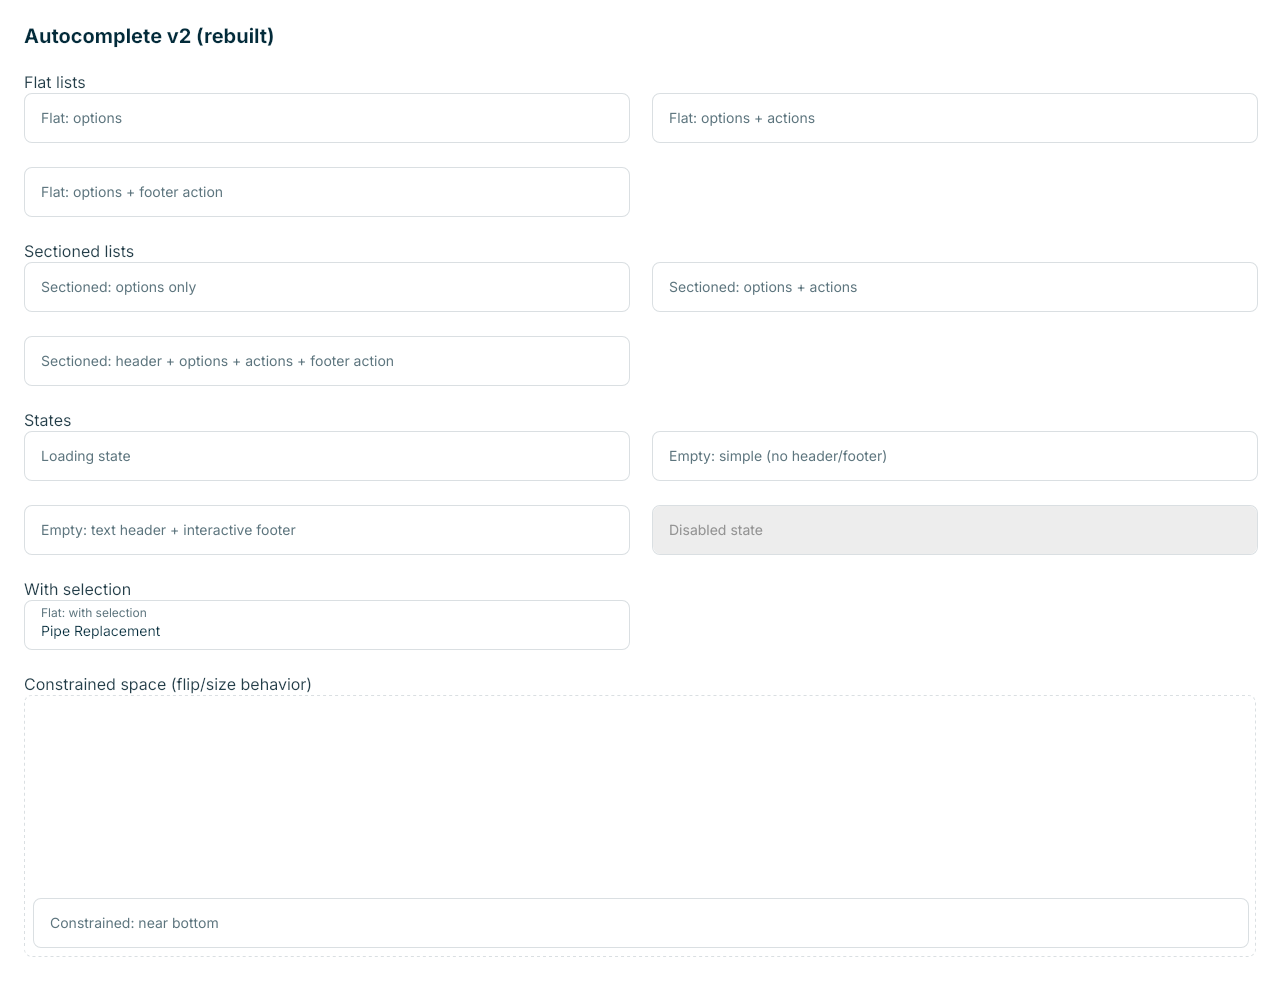 Autocomplete v2 (rebuilt)
Flat lists
Flat: options
Flat: options + actions
Flat: options + footer action
Sectioned lists
Sectioned: options only
Sectioned: options + actions
Sectioned: header + options + actions + footer action
States
Loading state
Empty: simple (no header/footer)
Empty: text header + interactive footer
Disabled state
With selection
Flat: with selection
Pipe Replacement
Constrained space (flip/size behavior)
Constrained: near bottom